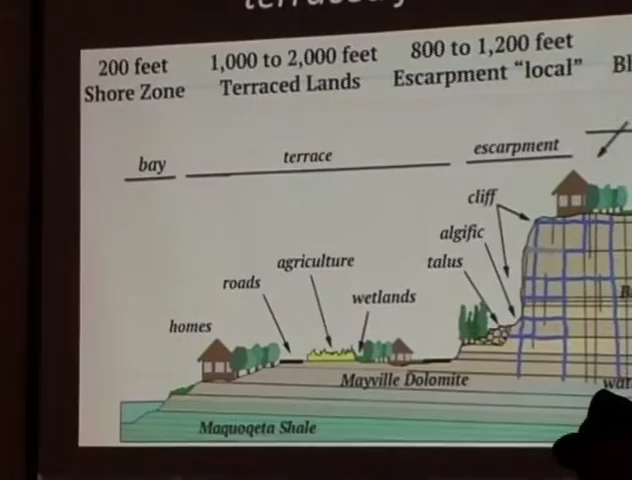 200 feet
Shore Zone
1,000 to 2,000 feet
Terraced Lands
800 to 1,200 feet
Escarpment "local"
bay
terrace
escarpment
cliff
algific
talus
agriculture
roads
wetlands
homes
Mayville Dolomite
Maquoqeta Shale